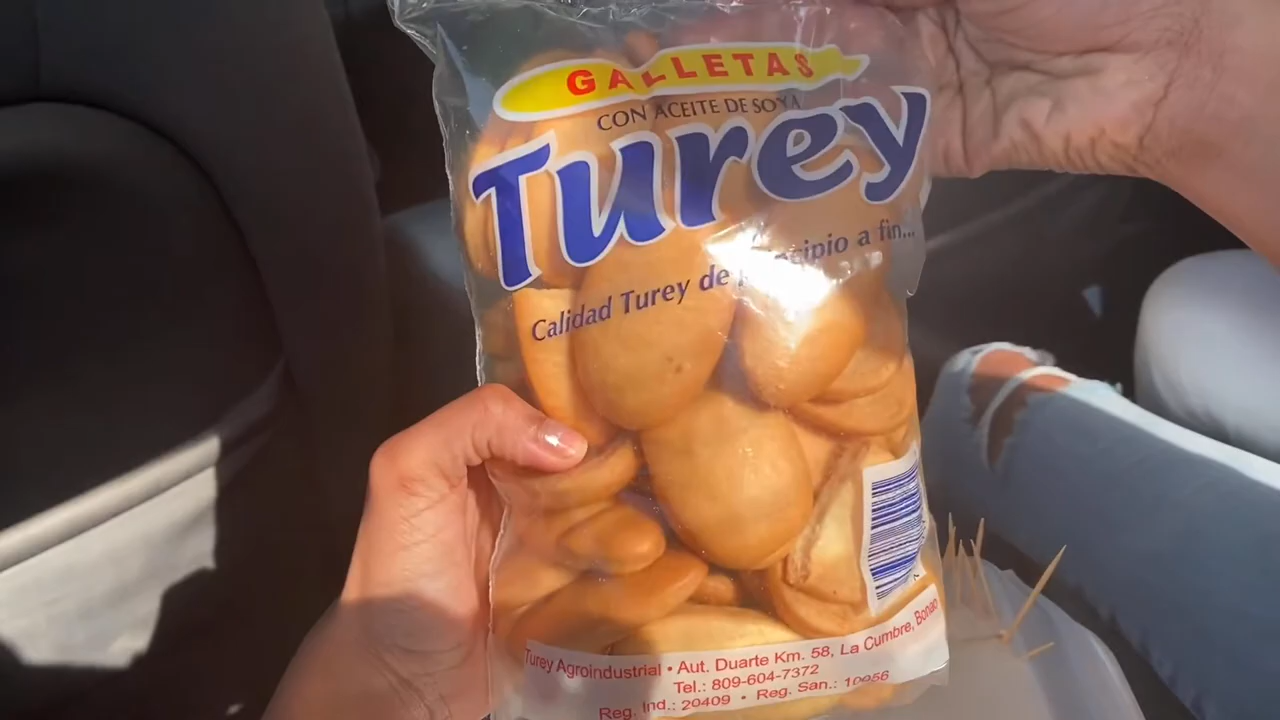 GALLETAS
CON ACEITE DE SOYA
Turey
Calidad Turey de a fin...
Turey Agroindustrial • Aut. Duarte Km. 58, La Cumbre, Bonao
Tel.: 809-604-7372
Reg. Ind.: 20409 • Reg. San.: 10956